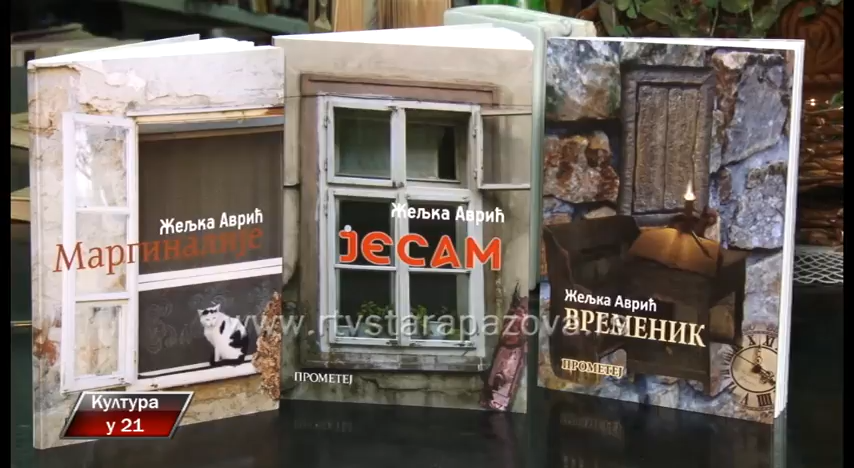 Жељка Аврић
Маргиналије
Жељка Аврић
ЈЕСАМ
ПРОМЕТЕЈ
Жељка Аврић
ВРЕМЕНИК
ПРОМЕТЕЈ
www.rtvstarapazova.
Култура
у 21